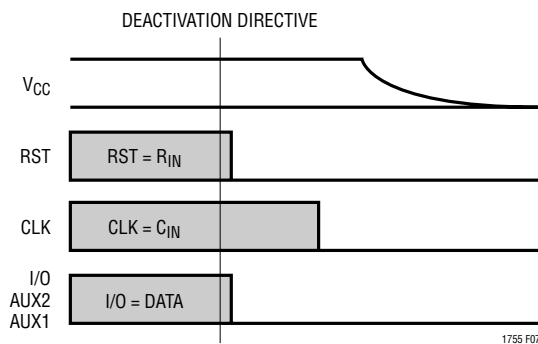 DEACTIVATION DIRECTIVE
VCC
RST
RST = RIN
CLK
CLK = CIN
I/O
AUX2
AUX1
I/O = DATA
1755 F07